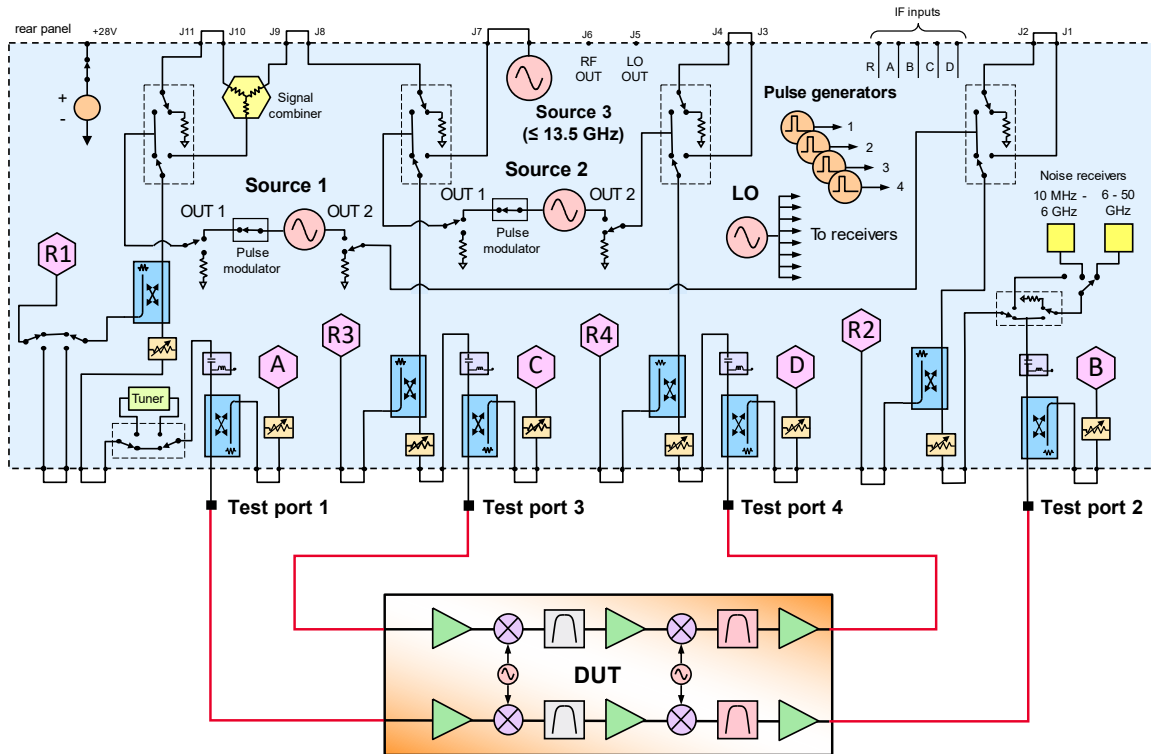 IF inputs
rear panel
+28V
J11
J10
J9
J8
J7
J6
J5
J4
J3
J2
J1
RF
OUT
LO
OUT
R
A
B
C
D
+
-
Signal
combiner
Source 3
(≤ 13.5 GHz)
Pulse generators
1
2
3
4
Source 1
Source 2
LO
Noise receivers
10 MHz -
6 GHz
6 - 50
GHz
OUT 1
OUT 2
OUT 1
OUT 2
Pulse
modulator
Pulse
modulator
To receivers
R1
R3
R4
R2
A
C
D
B
Tuner
Test port 1
Test port 3
Test port 4
Test port 2
DUT